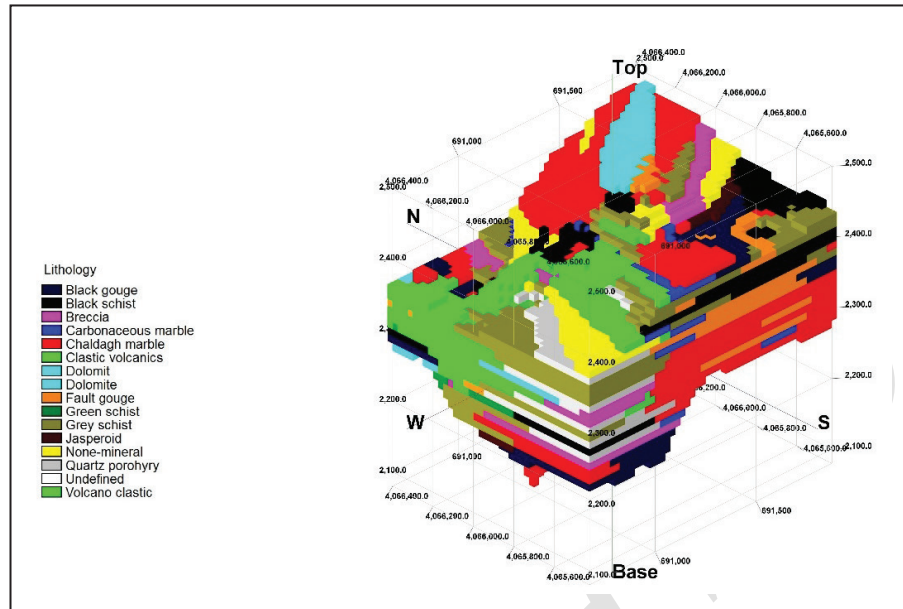 Top
4,066,400.0
2,500.0
4,066,200.0
4,066,000.0
4,065,800.0
4,065,600.0
691,500
691,000
2,500.0
4,066,400.0
2,500.0
4,066,200.0
N
4,066,000.0
2,400.0
691,000
2,500.0
2,400.0
2,300.0
Lithology
Black gouge
Black schist
Breccia
Carbonaceous marble
Chaldagh marble
Clastic volcanics
Dolomit
Dolomite
Fault gouge
Green schist
Grey schist
Jasperoid
None-mineral
Quartz porohyry
Undefined
Volcano clastic
2,400.0
2,200.0
2,200.0
W
2,300.0
4,066,000.0
S
4,065,800.0
4,065,600.0
2,100.0
691,000
2,100.0
4,066,400.0
4,066,200.0
4,066,000.0
2,200.0
691,500
4,065,800.0
691,000
4,065,600.0
2,100.0
Base